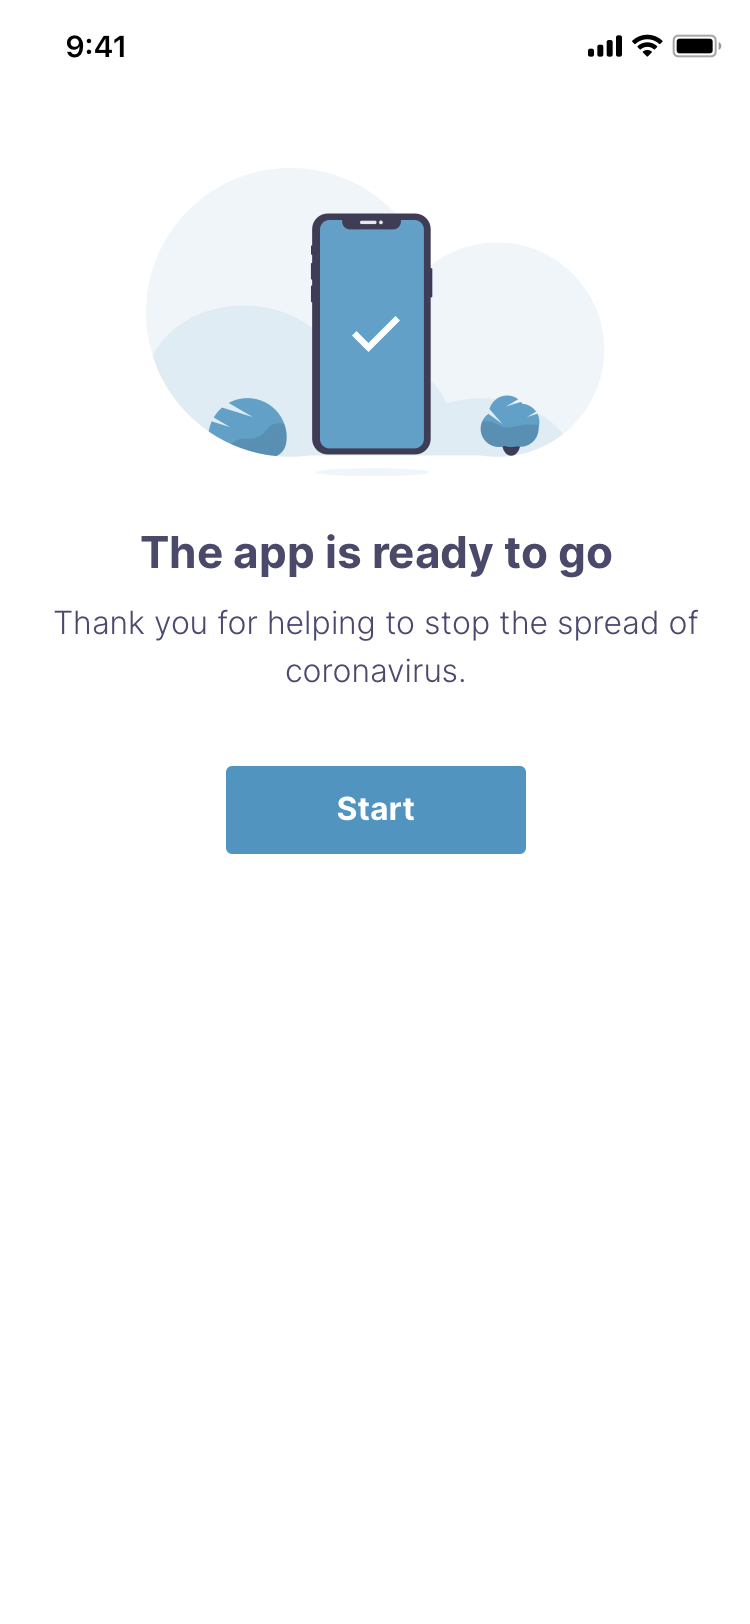 9:41
The app is ready to go
Thank you for helping to stop the spread of
coronavirus.
Start